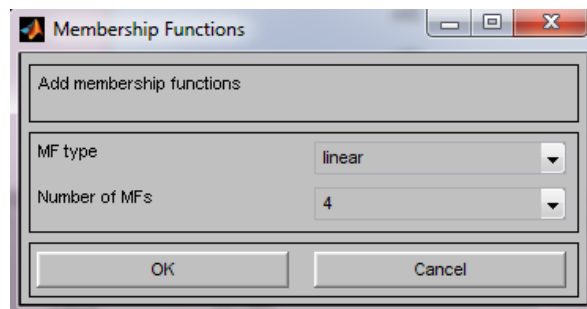 Membership Functions
Add membership functions
MF type linear
Number of MFs 4
OK Cancel